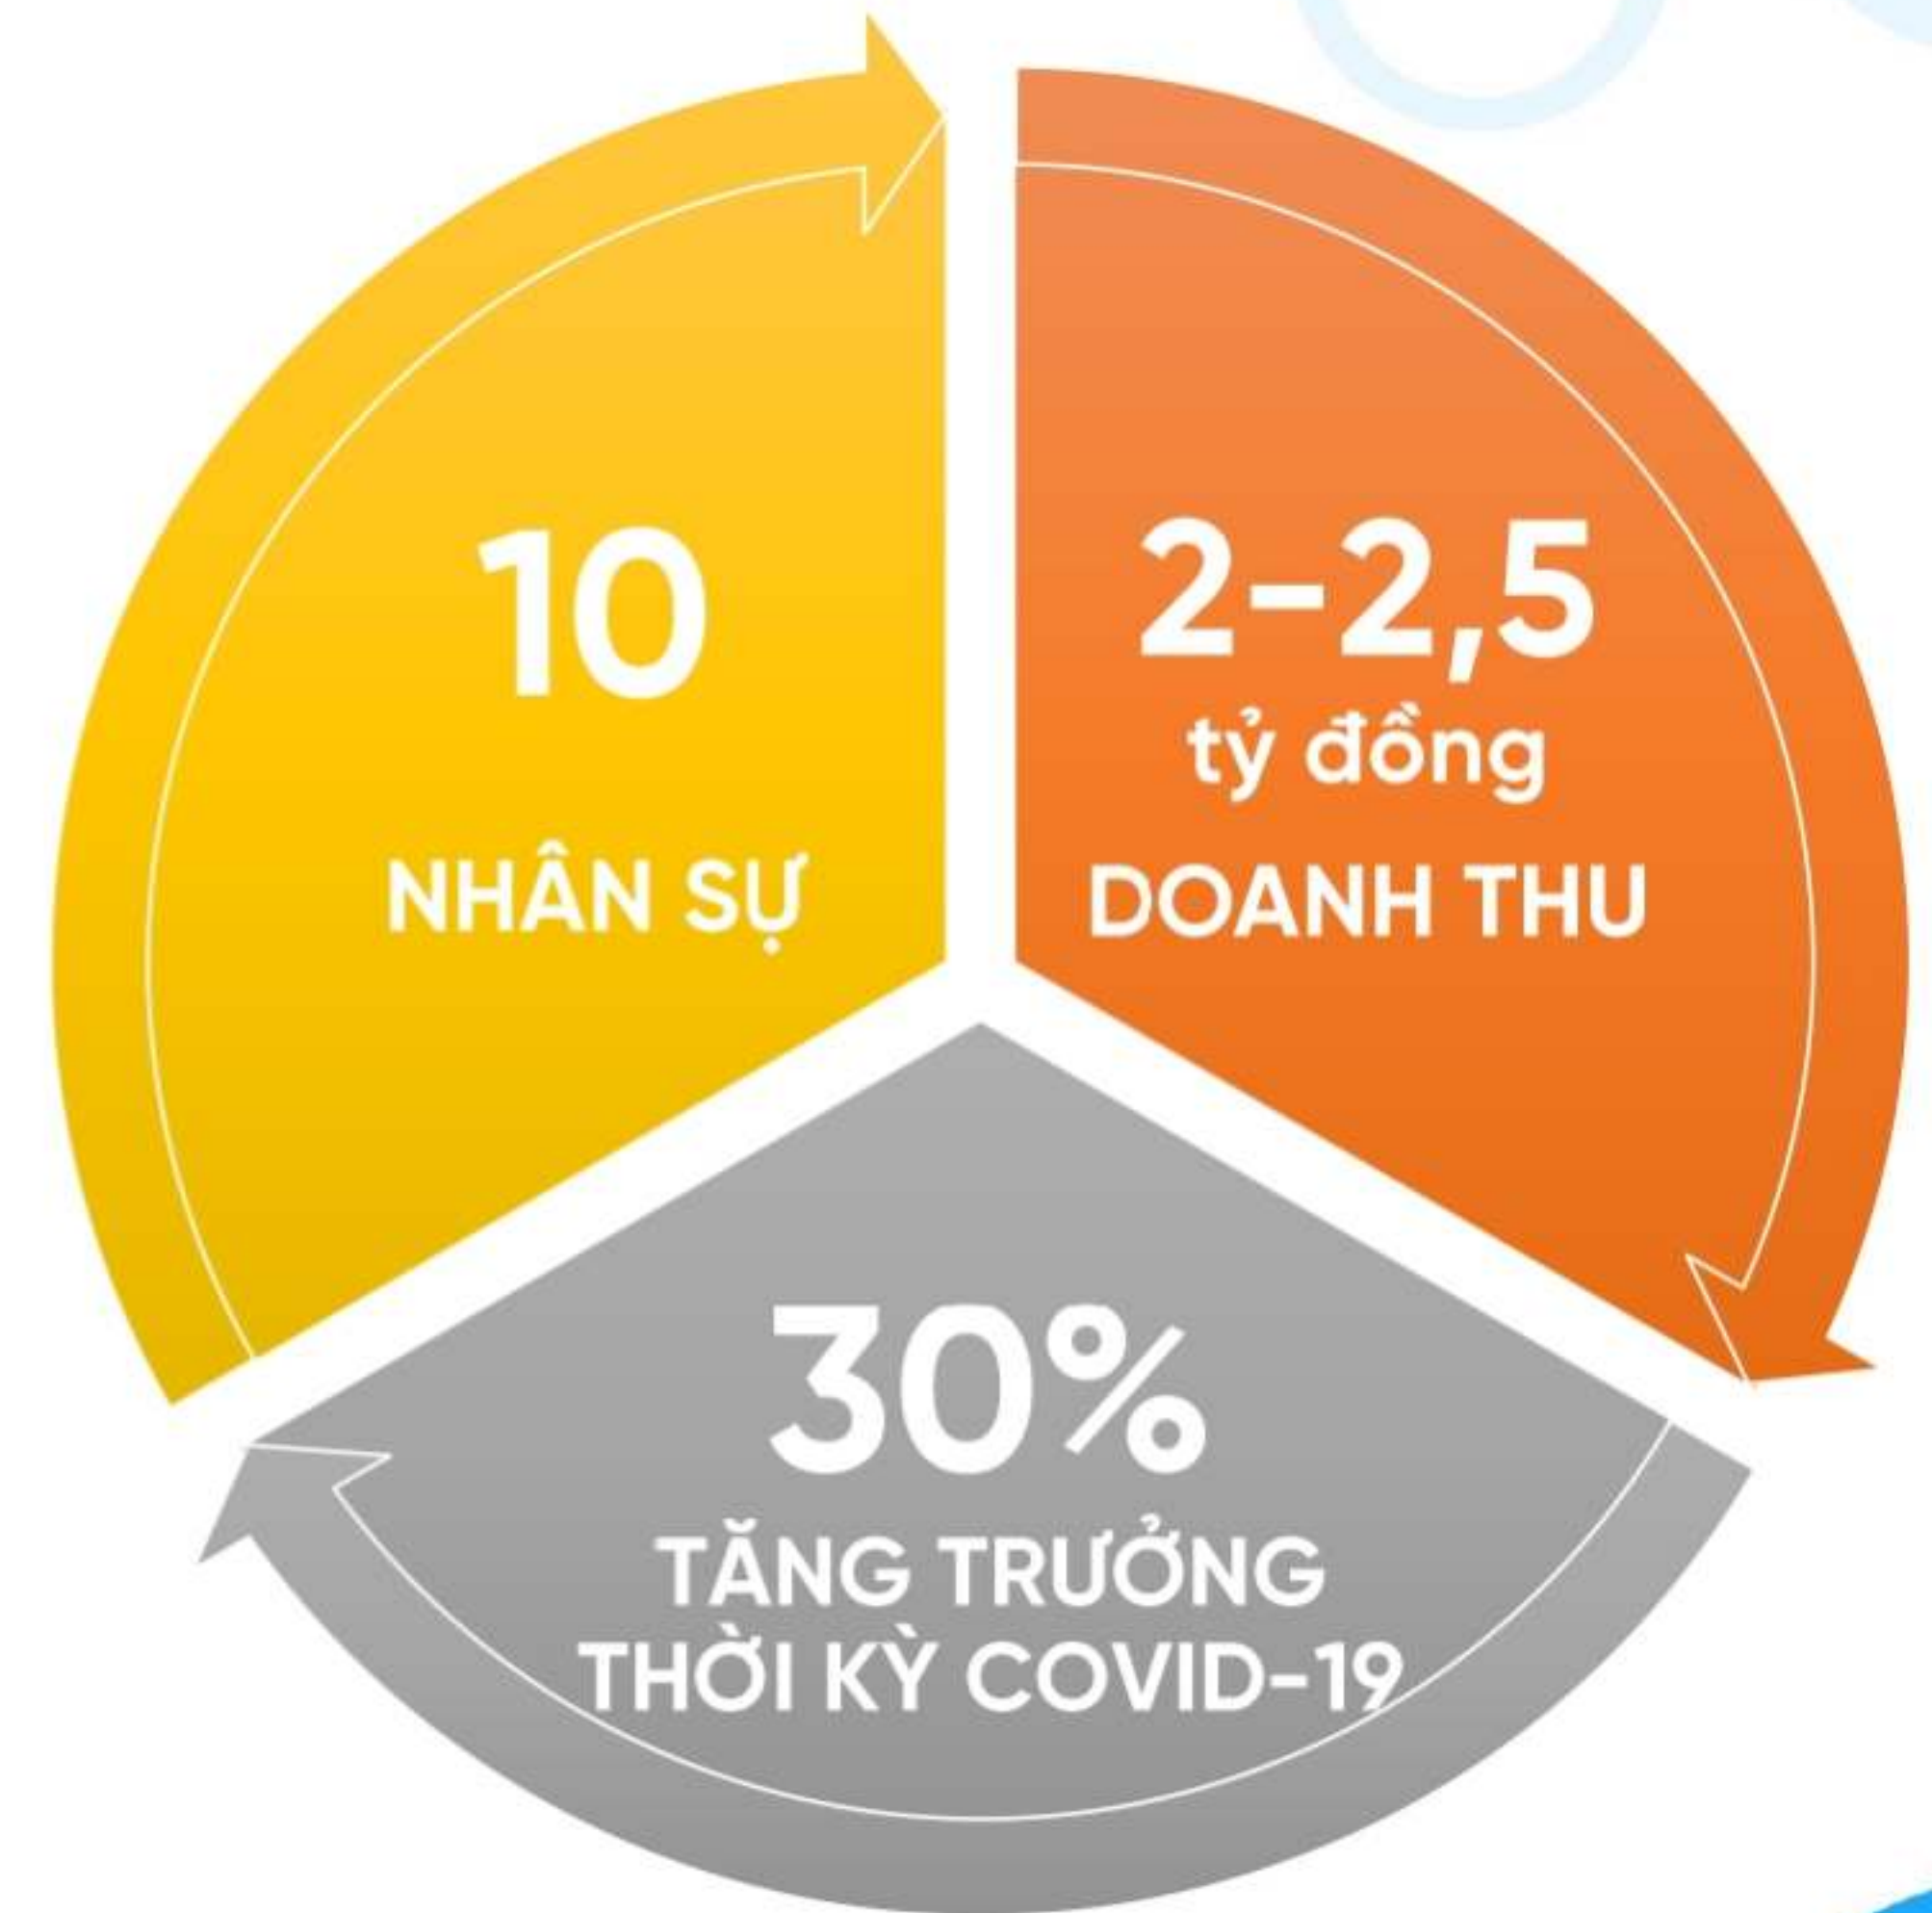 10
NHÂN SỰ
2-2,5
tỷ đồng
DOANH THU
30%
TĂNG TRƯỞNG
THỜI KỲ COVID-19